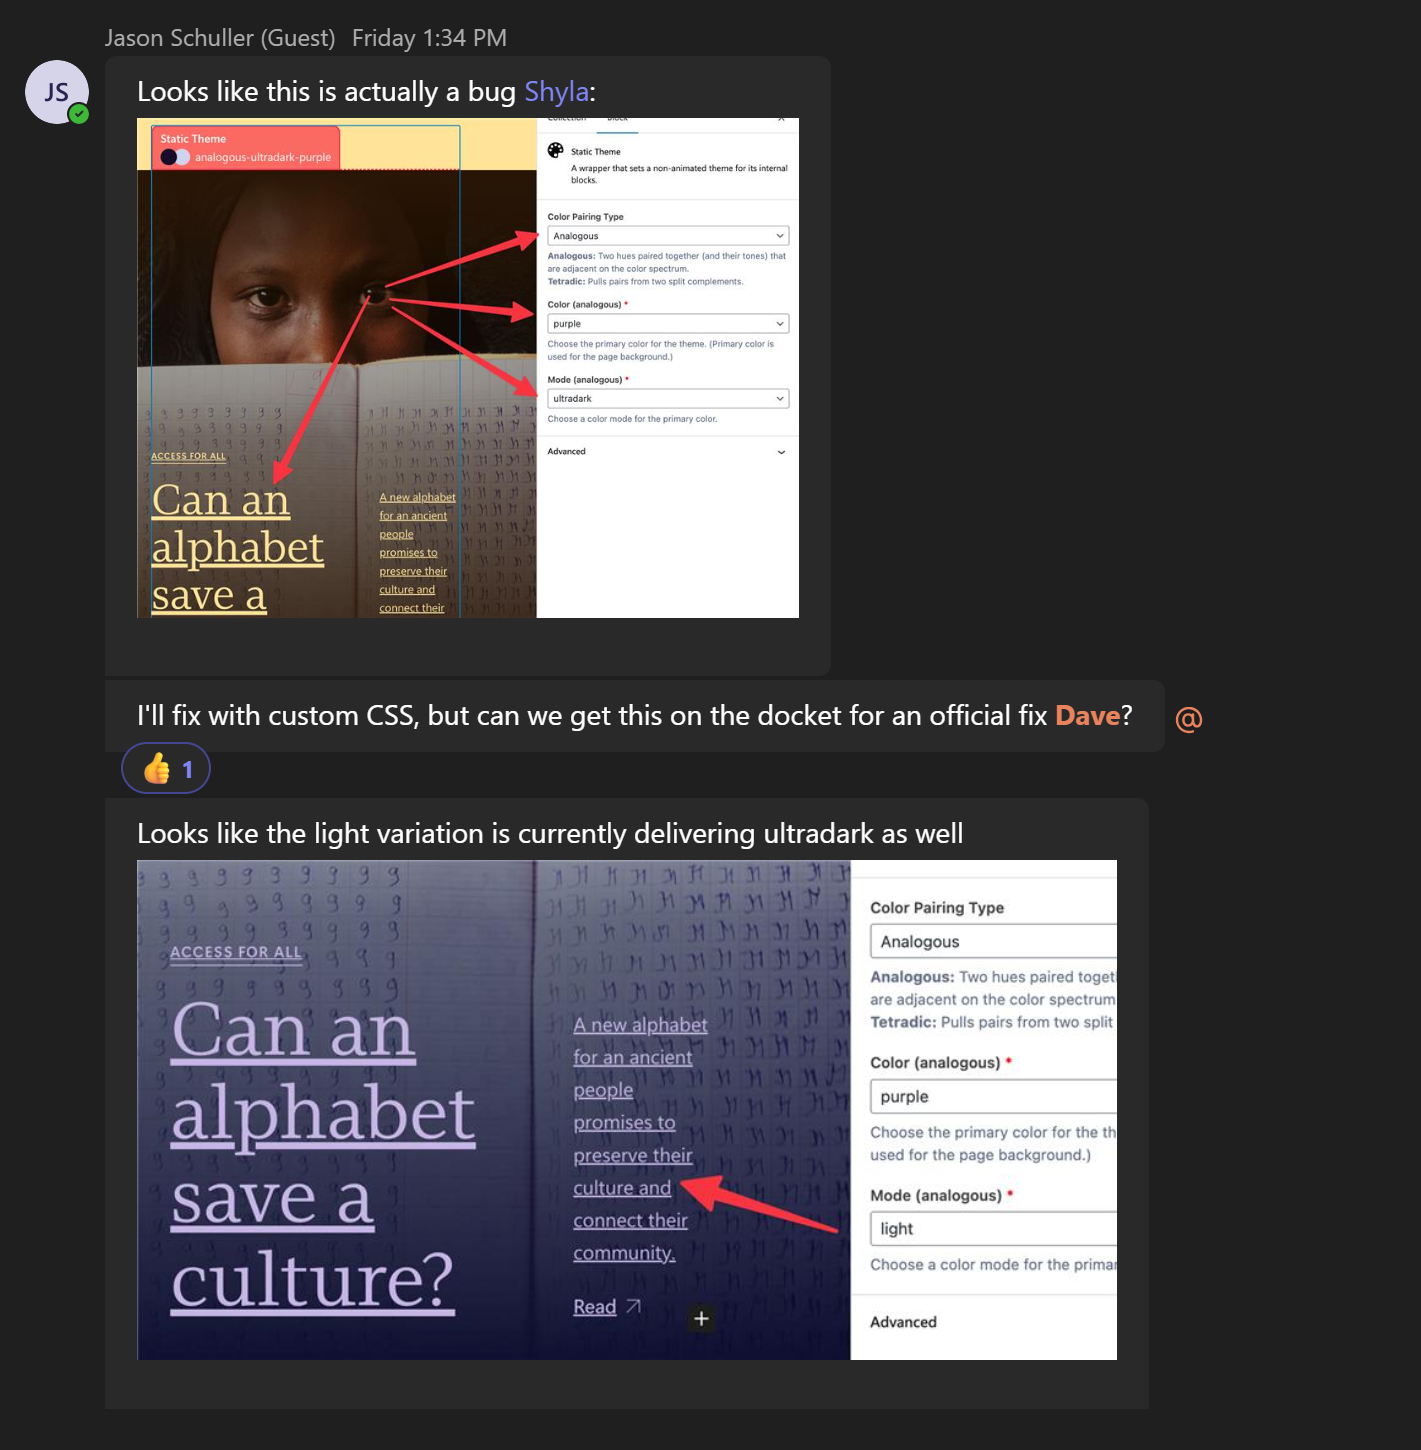 Jason Schuller (Guest) Friday 1:34 PM
JS
Looks like this is actually a bug Shyla:
Collection Block
Static Theme
analogous-ultradark-purple
ACCESS FOR ALL
Can an
alphabet
save a
A new alphabet
for an ancient
people
promises to
preserve their
culture and
connect their
Static Theme
A wrapper that sets a non-animated theme for its internal
blocks.
Color Pairing Type
Analogous
Analogous: Two hues paired together (and their tones) that
are adjacent on the color spectrum.
Tetradic: Pulls pairs from two split complements.
Color (analogous) *
purple
Choose the primary color for the theme. (Primary color is
used for the page background.)
Mode (analogous) *
ultradark
Choose a color mode for the primary color.
Advanced
I'll fix with custom CSS, but can we get this on the docket for an official fix Dave?
@
👍 1
Looks like the light variation is currently delivering ultradark as well
ACCESS FOR ALL
Can an
alphabet
save a
culture?
A new alphabet
for an ancient
people
promises to
preserve their
culture and
connect their
community.
Read
Color Pairing Type
Analogous
Analogous: Two hues paired toget
are adjacent on the color spectrum
Tetradic: Pulls pairs from two split
Color (analogous) *
purple
Choose the primary color for the th
used for the page background.)
Mode (analogous) *
light
Choose a color mode for the primar
Advanced